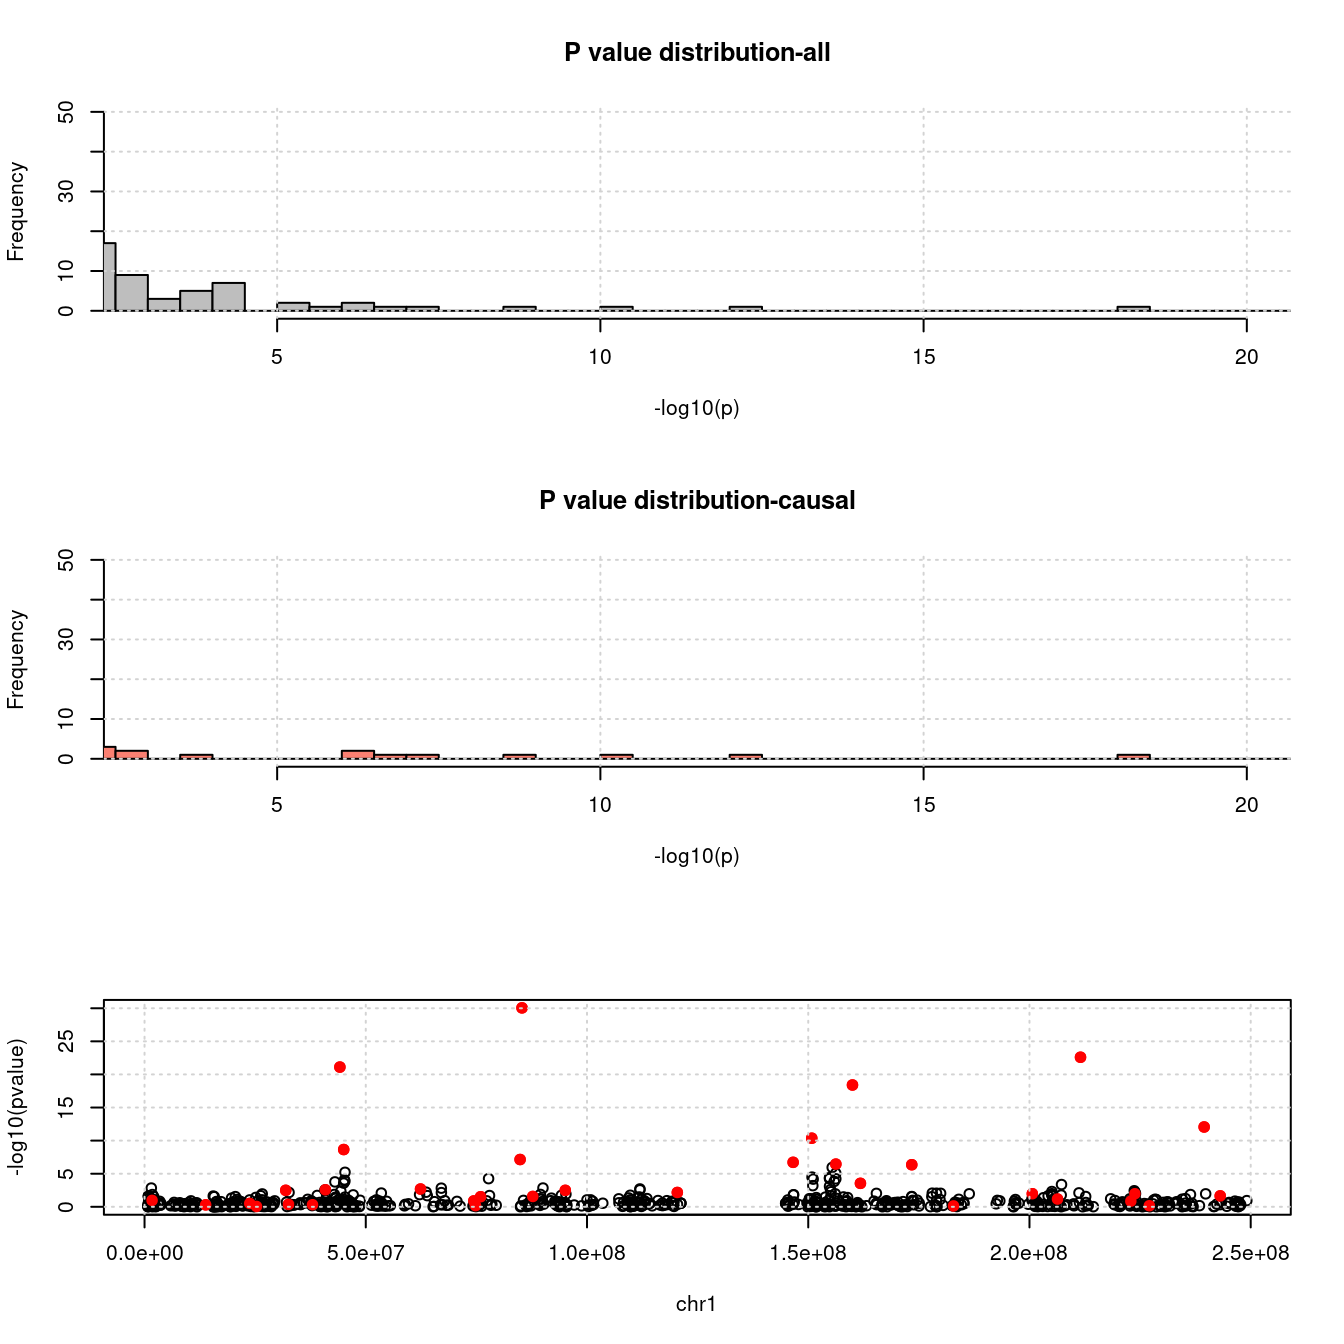 P value distribution-all
Frequency
50
30
10
0
5 10 15 20
-log10(p)
P value distribution-causal
Frequency
50
30
10
0
5 10 15 20
-log10(p)
-log10(pvalue)
25
15
5
0
0.0e+00 5.0e+07 1.0e+08 1.5e+08 2.0e+08 2.5e+08
chr1